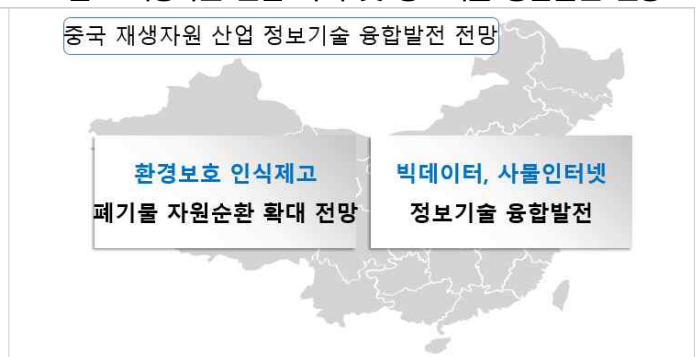 중국 재생자원 산업 정보기술 융합발전 전망
환경보호 인식제고
폐기물 자원순환 확대 전망
빅데이터, 사물인터넷
정보기술 융합발전